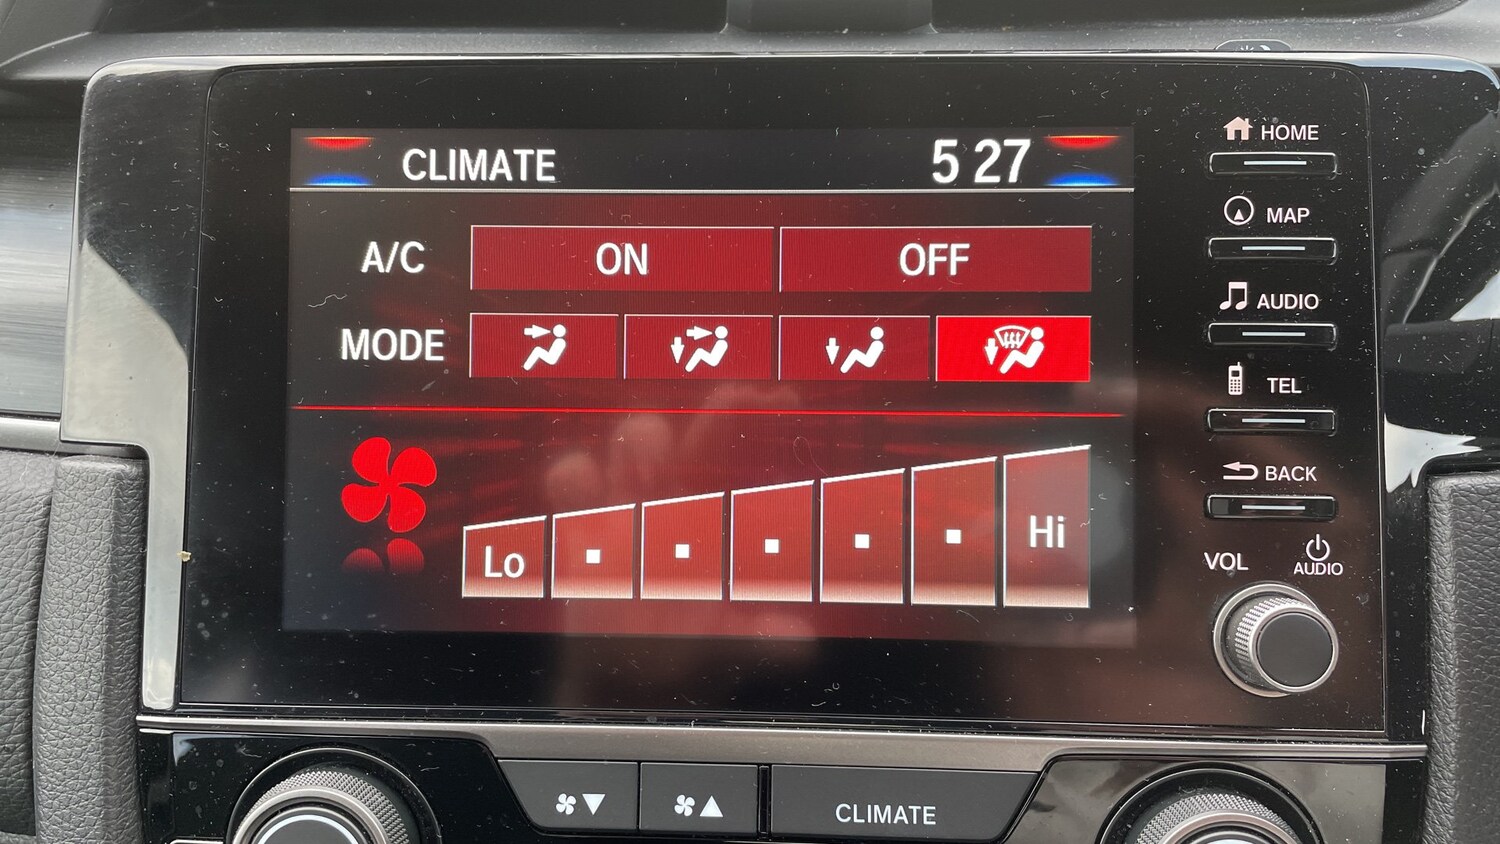 CLIMATE 5 27
A/C ON OFF
MODE
Lo Hi
HOME
MAP
AUDIO
TEL
BACK
VOL AUDIO
CLIMATE